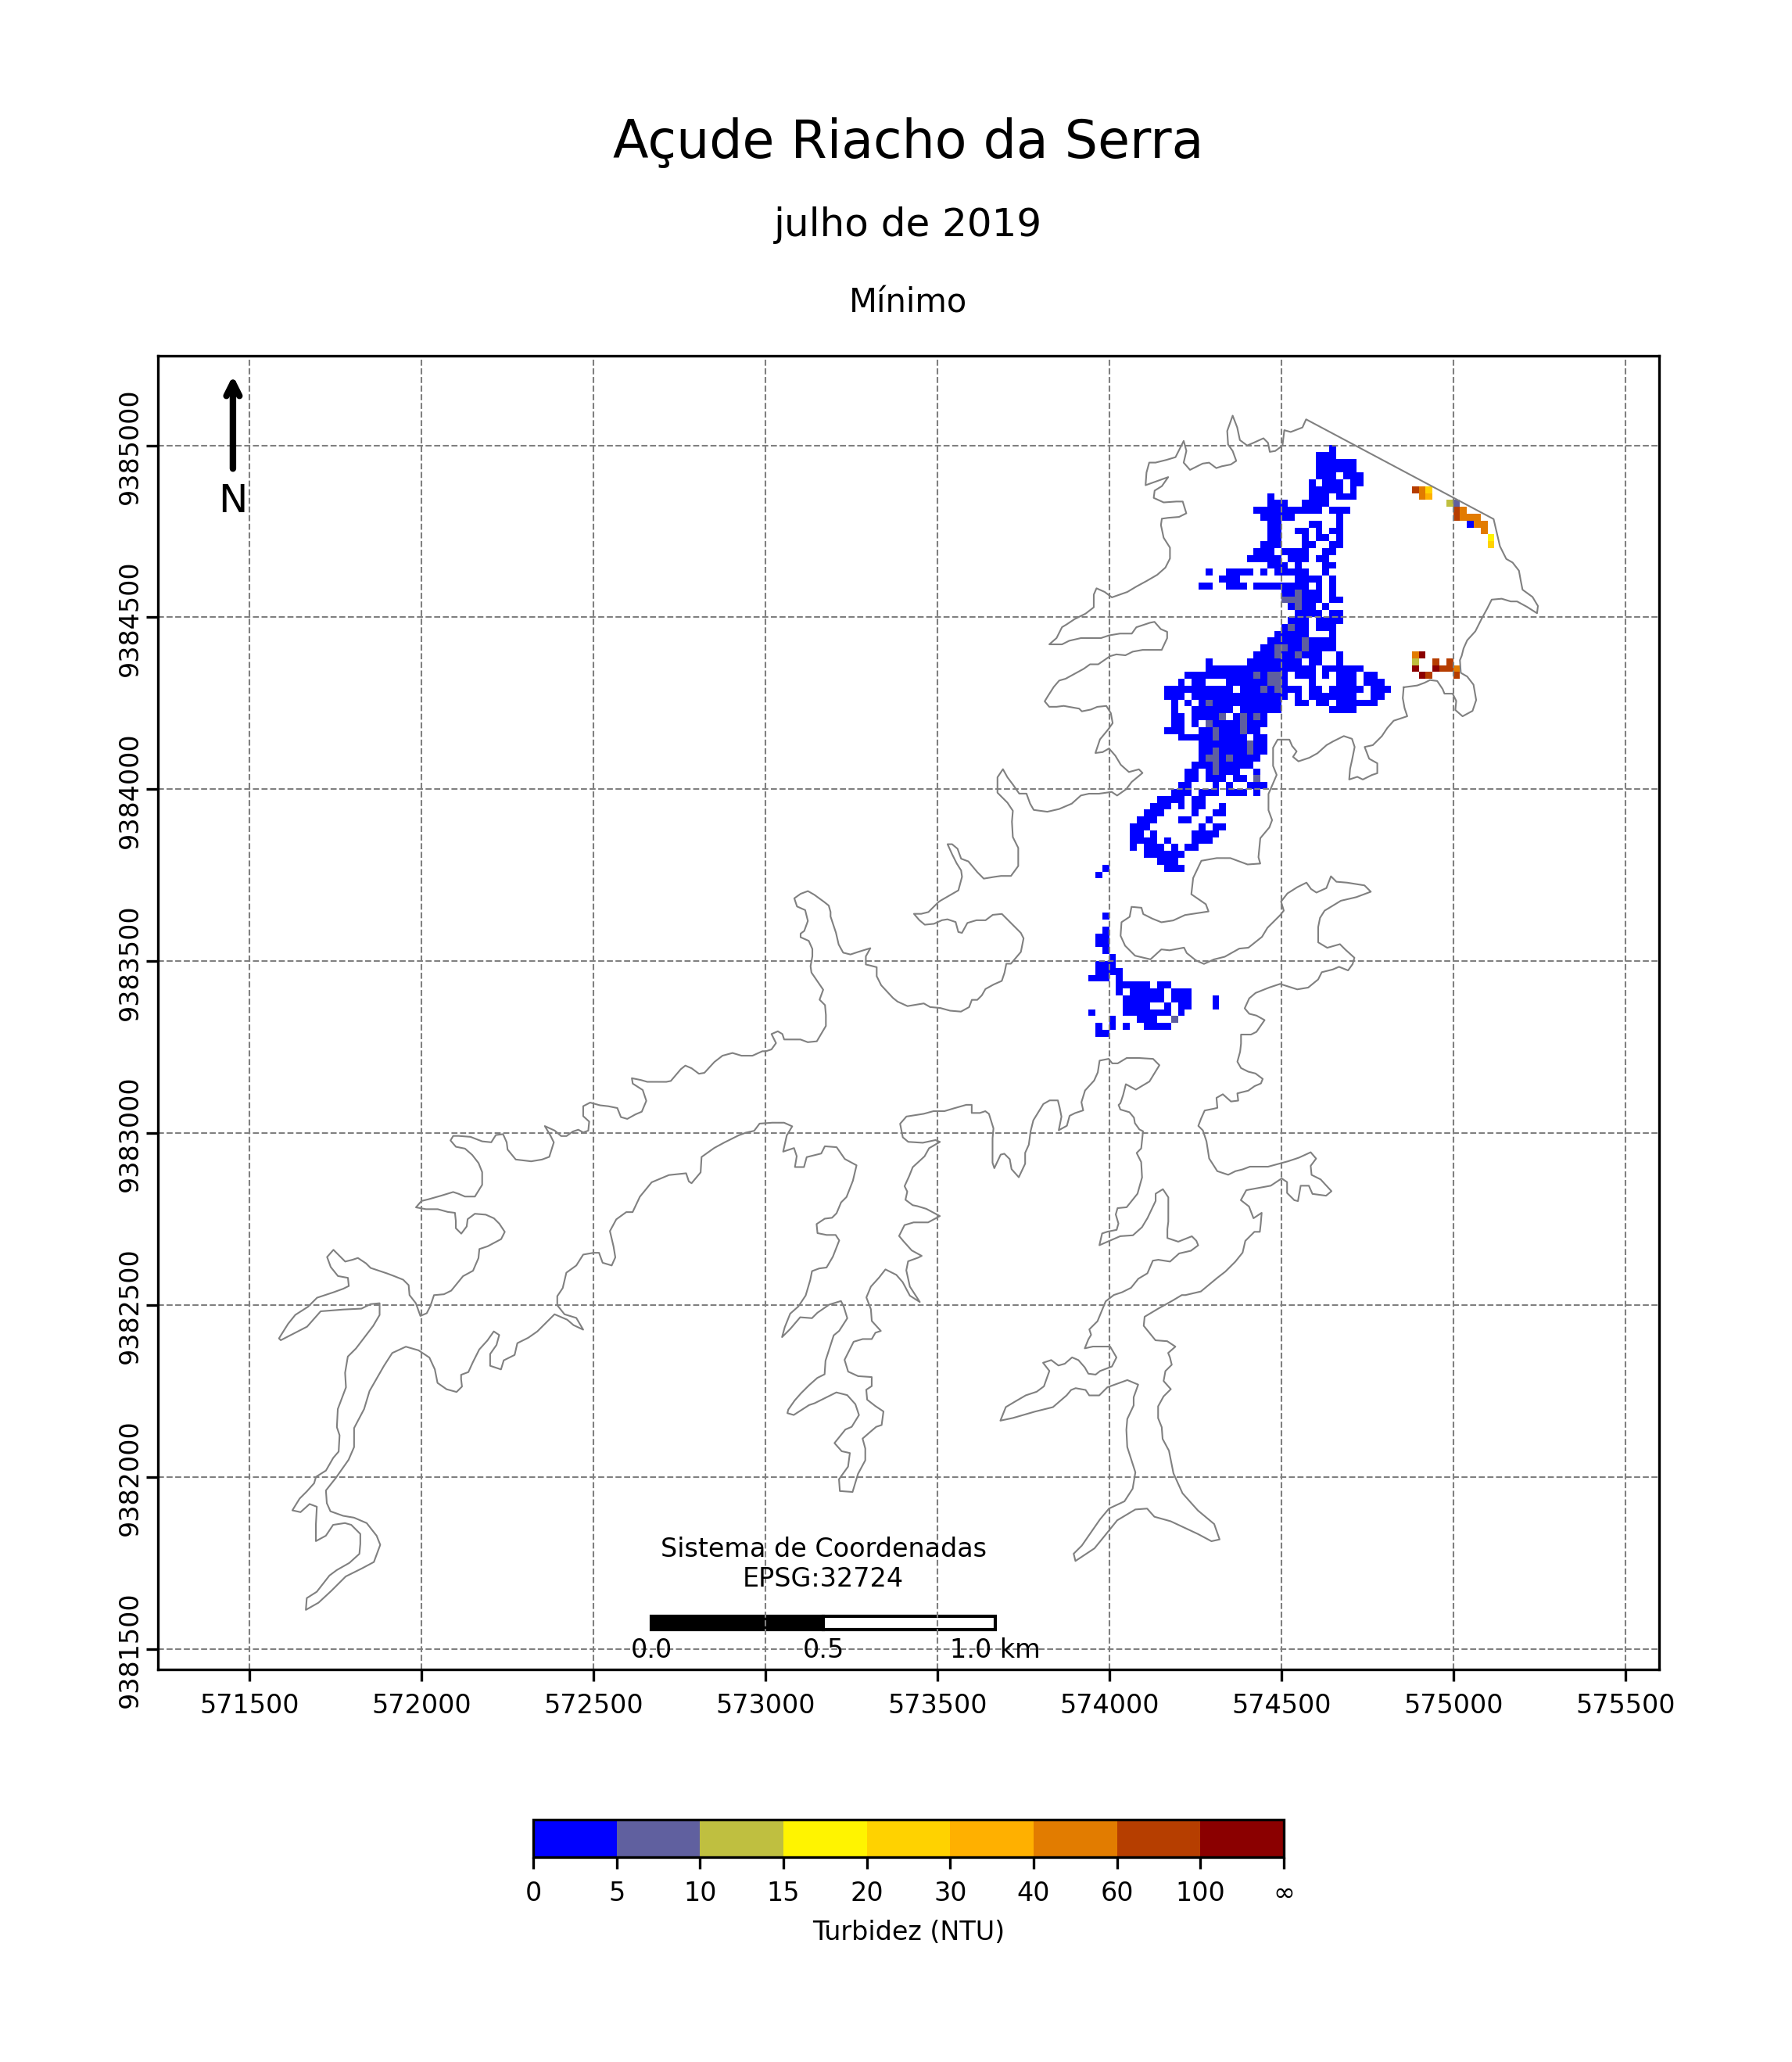 Açude Riacho da Serra
julho de 2019
Mínimo
N
9385000
9384500
9384000
9383500
9383000
9382500
9382000
9381500
Sistema de Coordenadas
EPSG:32724
0.0 0.5 1.0 km
571500 572000 572500 573000 573500 574000 574500 575000 575500
0 5 10 15 20 30 40 60 100 ∞
Turbidez (NTU)